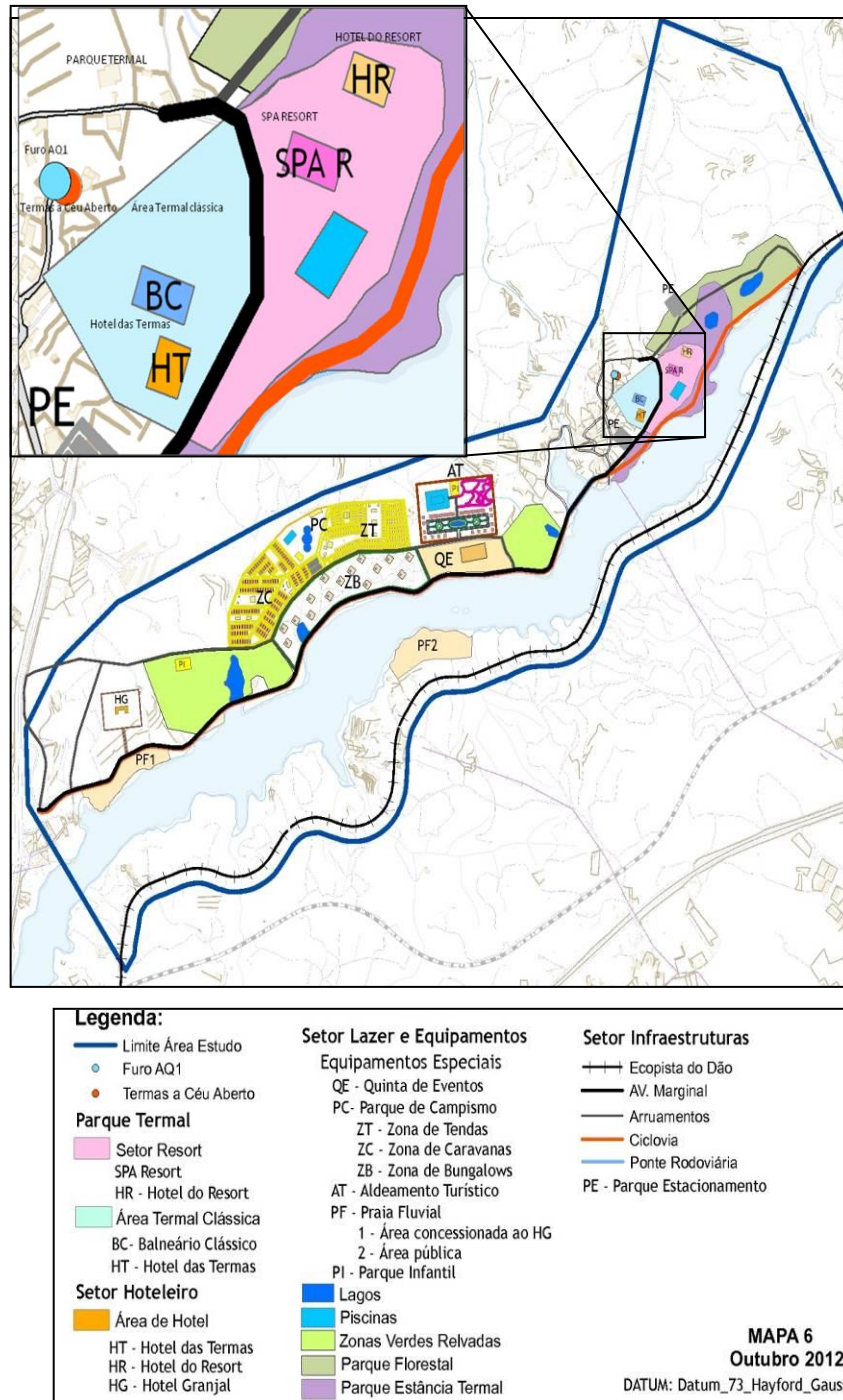 PARQUE TERMAL
HOTEL DO RESORT
HR
SPA RESORT
SPA R
Furo AQ1
Termas a Céu Aberto
Área Termal clássica
BC
Hotel das Termas
HT
PE
PE
HR
SPA R
BC
HT
PE
AT
PI
PC
ZT
QE
ZB
ZC
PF2
PI
HG
PF1
Legenda:
Limite Área Estudo
Furo AQ1
Termas a Céu Aberto
Parque Termal
Setor Resort
SPA Resort
HR - Hotel do Resort
Área Termal Clássica
BC- Balneário Clássico
HT - Hotel das Termas
Setor Hoteleiro
Área de Hotel
HT - Hotel das Termas
HR - Hotel do Resort
HG - Hotel Granjal
Setor Lazer e Equipamentos
Equipamentos Especiais
QE - Quinta de Eventos
PC- Parque de Campismo
ZT - Zona de Tendas
ZC - Zona de Caravanas
ZB - Zona de Bungalows
AT - Aldeamento Turístico
PF - Praia Fluvial
1 - Área concessionada ao HG
2 - Área pública
PI - Parque Infantil
Lagos
Piscinas
Zonas Verdes Relvadas
Parque Florestal
Parque Estância Termal
Setor Infraestruturas
Ecopista do Dão
AV. Marginal
Arruamentos
Ciclovia
Ponte Rodoviária
PE - Parque Estacionamento
MAPA 6
Outubro 2012
DATUM: Datum_73_Hayford_Gaus